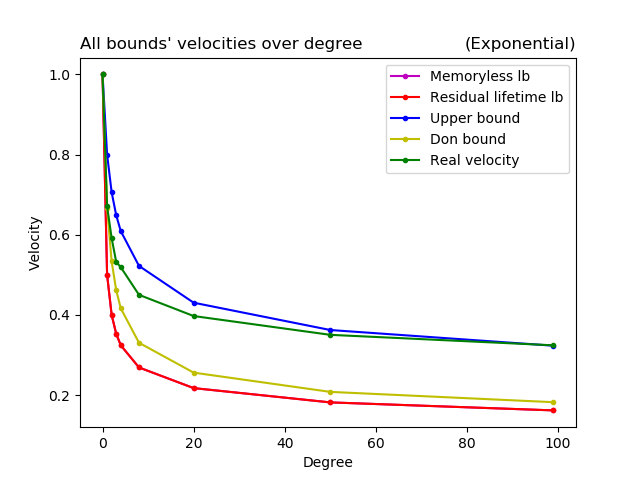 All bounds' velocities over degree (Exponential)
Memoryless lb
Residual lifetime lb
Upper bound
Don bound
Real velocity
Velocity
1.0
0.8
0.6
0.4
0.2
0 20 40 60 80 100
Degree